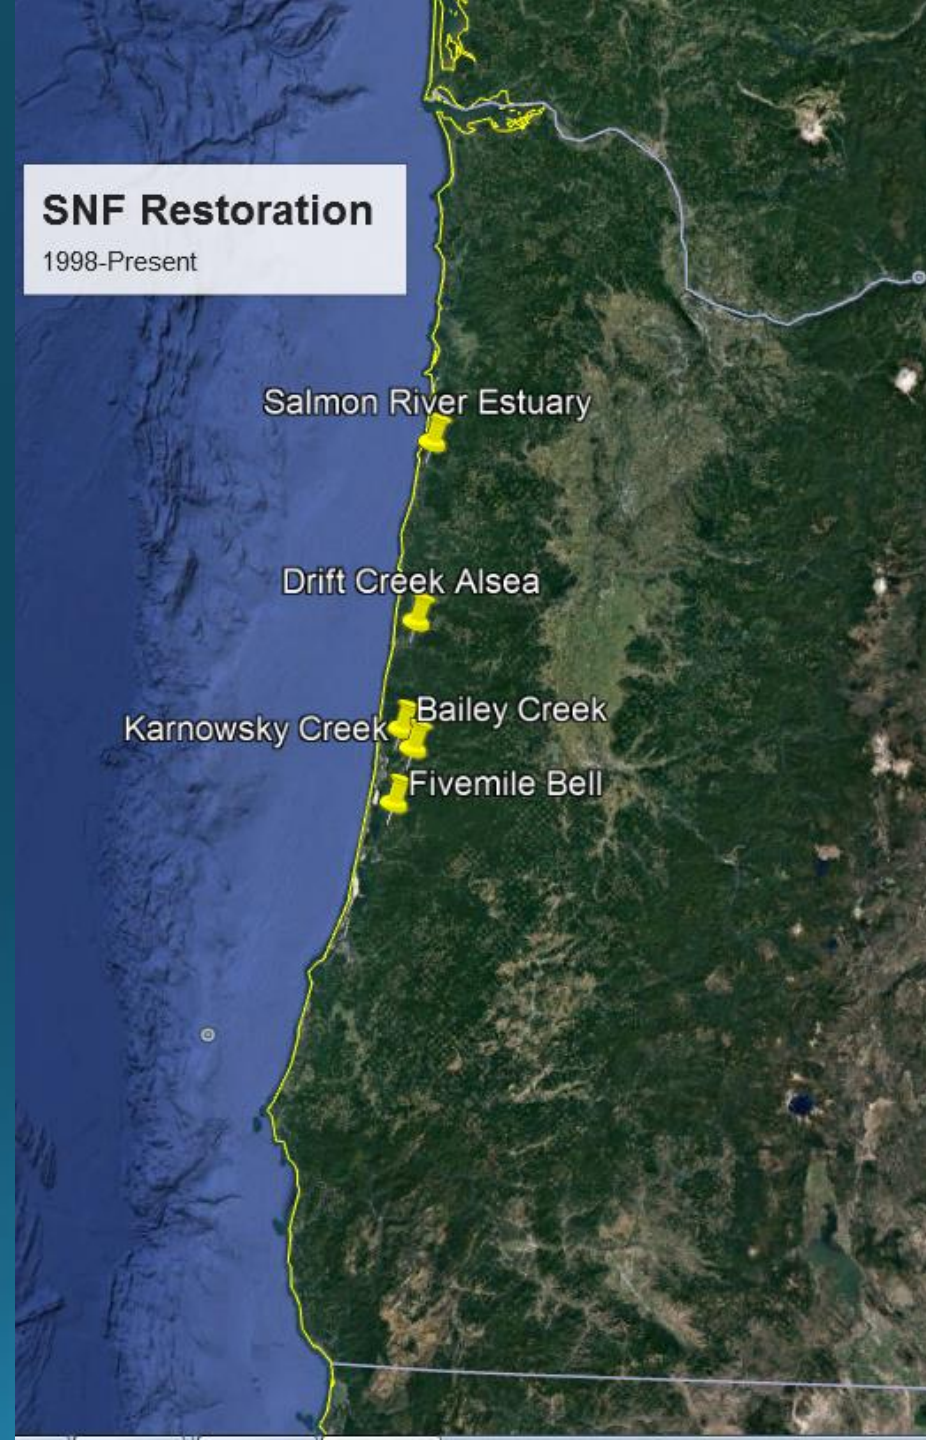 SNF Restoration
1998-Present
Salmon River Estuary
Drift Creek Alsea
Bailey Creek
Karnowsky Creek
Fivemile Bell